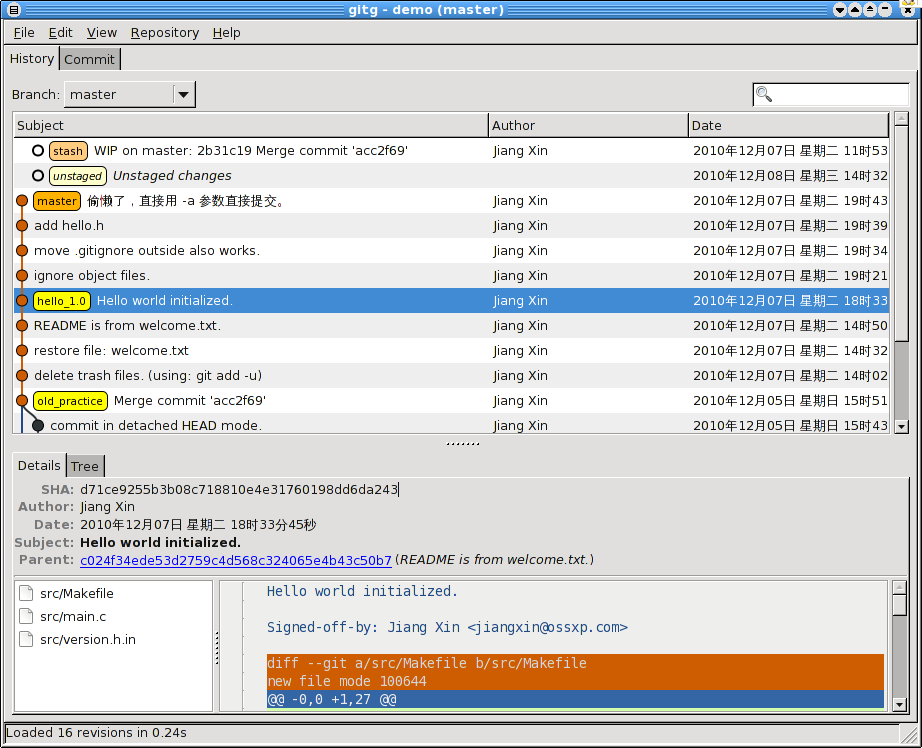 gitg - demo (master)
File Edit View Repository Help
History Commit
Branch: master
Subject Author Date
stash WIP on master: 2b31c19 Merge commit 'acc2f69' Jiang Xin 2010年12月07日 星期二 11时53
unstaged Unstaged changes 2010年12月08日 星期三 14时32
master 偷懒了，直接用 -a 参数直接提交。 Jiang Xin 2010年12月07日 星期二 19时43
add hello.h Jiang Xin 2010年12月07日 星期二 19时39
move .gitignore outside also works. Jiang Xin 2010年12月07日 星期二 19时34
ignore object files. Jiang Xin 2010年12月07日 星期二 19时21
hello_1.0 Hello world initialized. Jiang Xin 2010年12月07日 星期二 18时33
README is from welcome.txt. Jiang Xin 2010年12月07日 星期二 14时50
restore file: welcome.txt Jiang Xin 2010年12月07日 星期二 14时32
delete trash files. (using: git add -u) Jiang Xin 2010年12月07日 星期二 14时02
old_practice Merge commit 'acc2f69' Jiang Xin 2010年12月05日 星期日 15时51
commit in detached HEAD mode. Jiang Xin 2010年12月05日 星期日 15时43
Details Tree
SHA: d71ce9255b3b08c718810e4e31760198dd6da243
Author: Jiang Xin
Date: 2010年12月07日 星期二 18时33分45秒
Subject: Hello world initialized.
Parent: c024f34ede53d2759c4d568c324065e4b43c50b7 (README is from welcome.txt.)
src/Makefile
src/main.c
src/version.h.in
Hello world initialized.
Signed-off-by: Jiang Xin <jiangxin@ossxp.com>
diff --git a/src/Makefile b/src/Makefile
new file mode 100644
@@ -0,0 +1,27 @@
Loaded 16 revisions in 0.24s